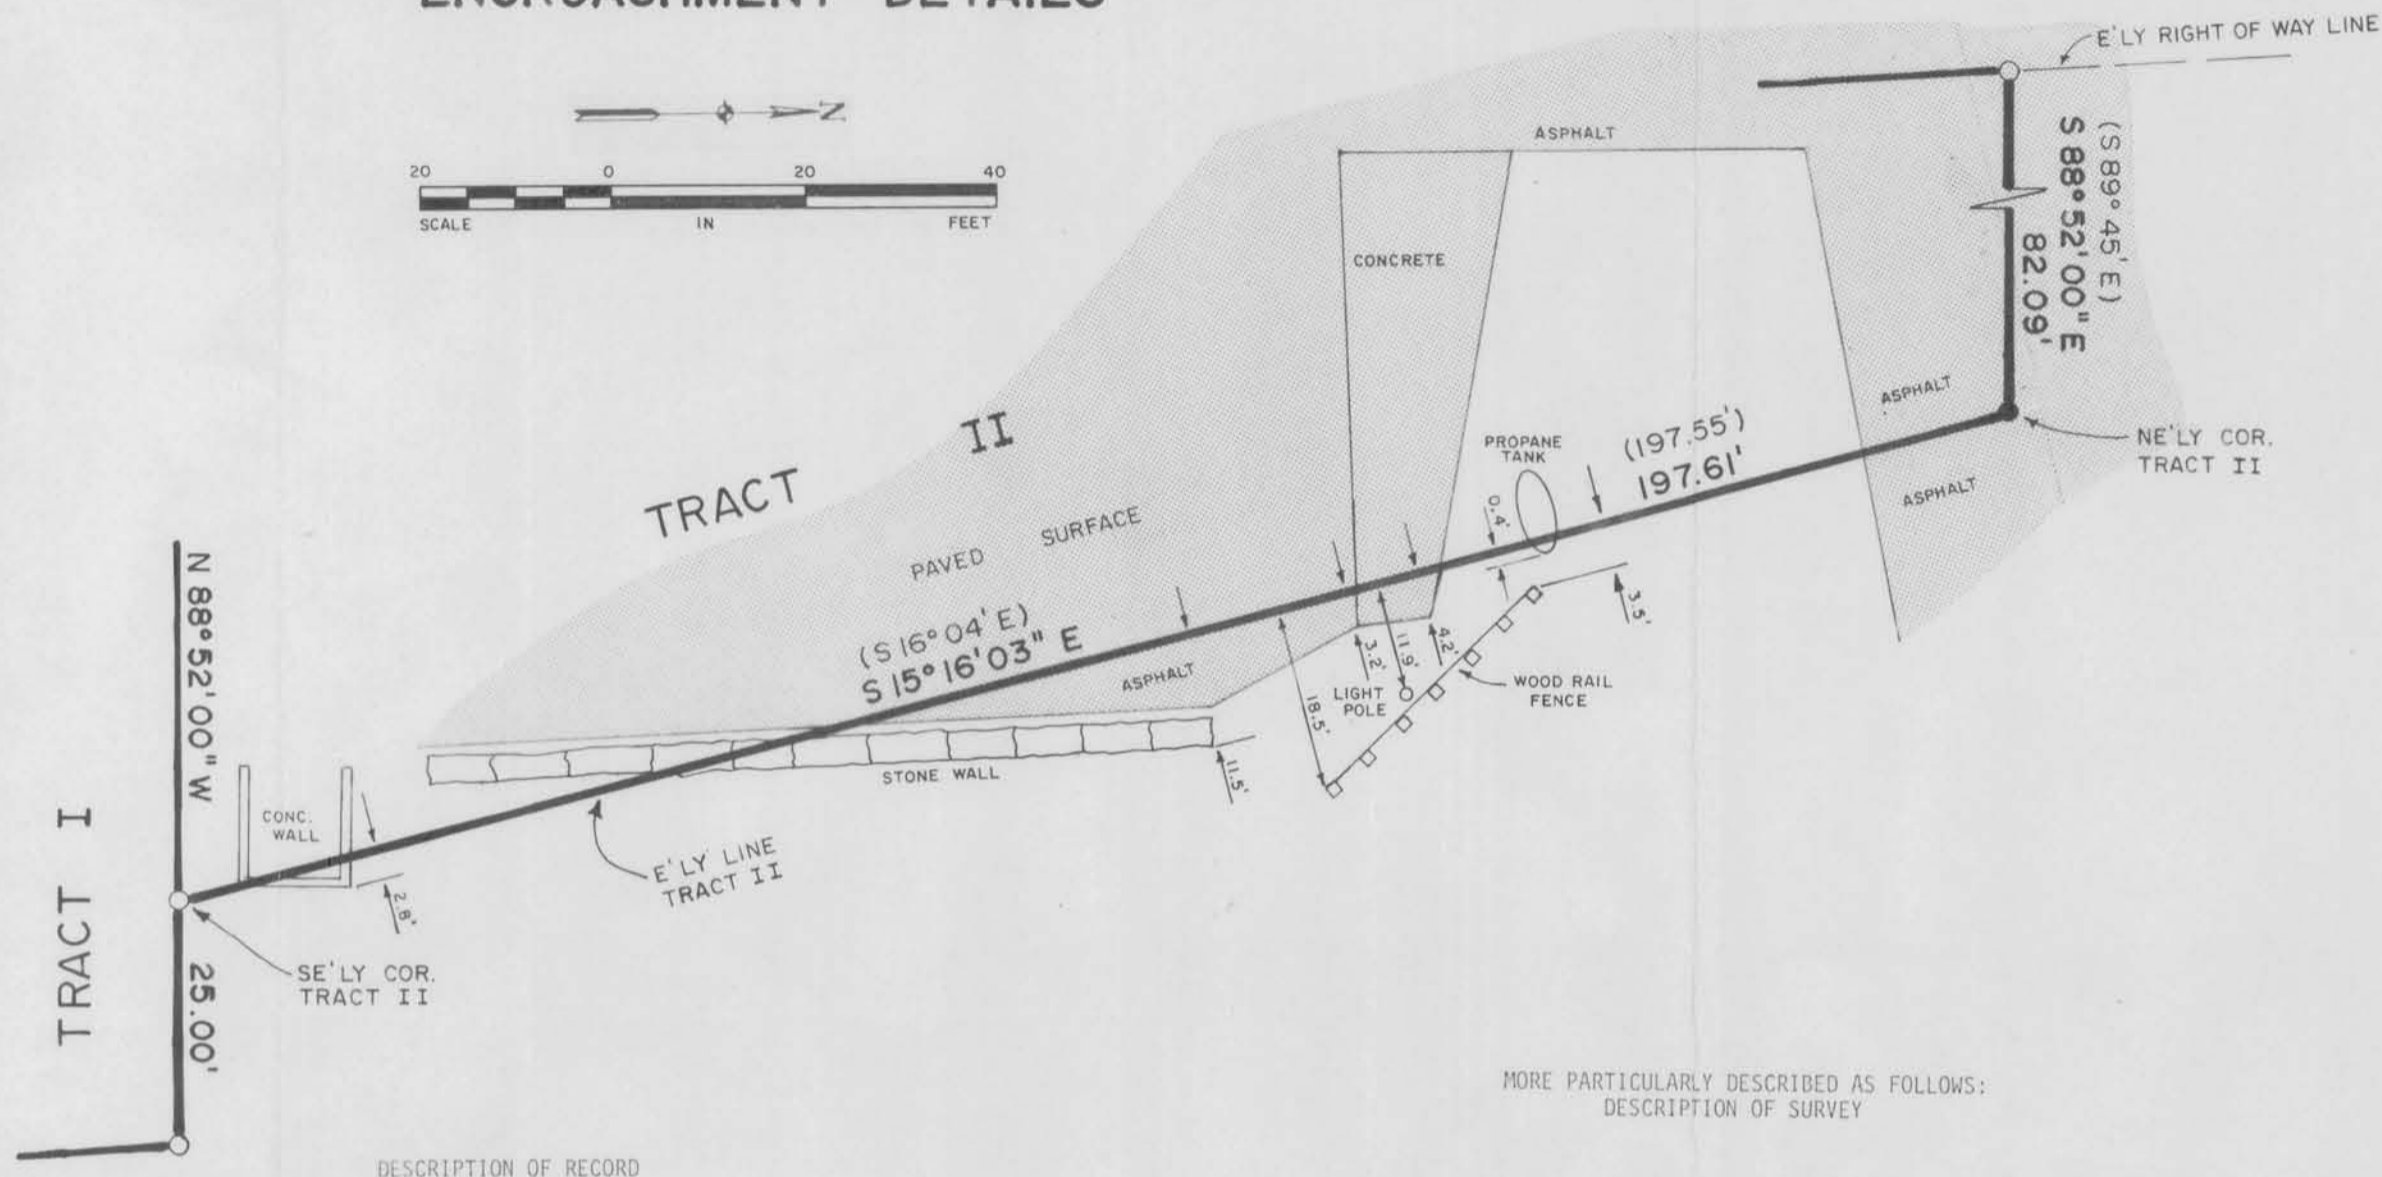 ENCROACHMENT DETAILS
N
20 0 20 40
SCALE IN FEET
E'LY RIGHT OF WAY LINE
(S 89° 45' E)
S 88° 52' 00" E
82.09'
ASPHALT
CONCRETE
TRACT II
PAVED SURFACE
PROPANE
TANK
(197.55')
197.61'
ASPHALT
ASPHALT
NE'LY COR.
TRACT II
0.4'
3.5'
(S 16° 04' E)
S 15° 16' 03" E
ASPHALT
3.2'
11.9'
4.2'
18.5'
LIGHT
POLE
WOOD RAIL
FENCE
11.5'
STONE WALL
N 88° 52' 00" W
CONC.
WALL
2.8'
E'LY LINE
TRACT II
TRACT I
SE'LY COR.
TRACT II
25.00'
MORE PARTICULARLY DESCRIBED AS FOLLOWS:
DESCRIPTION OF SURVEY
DESCRIPTION OF RECORD